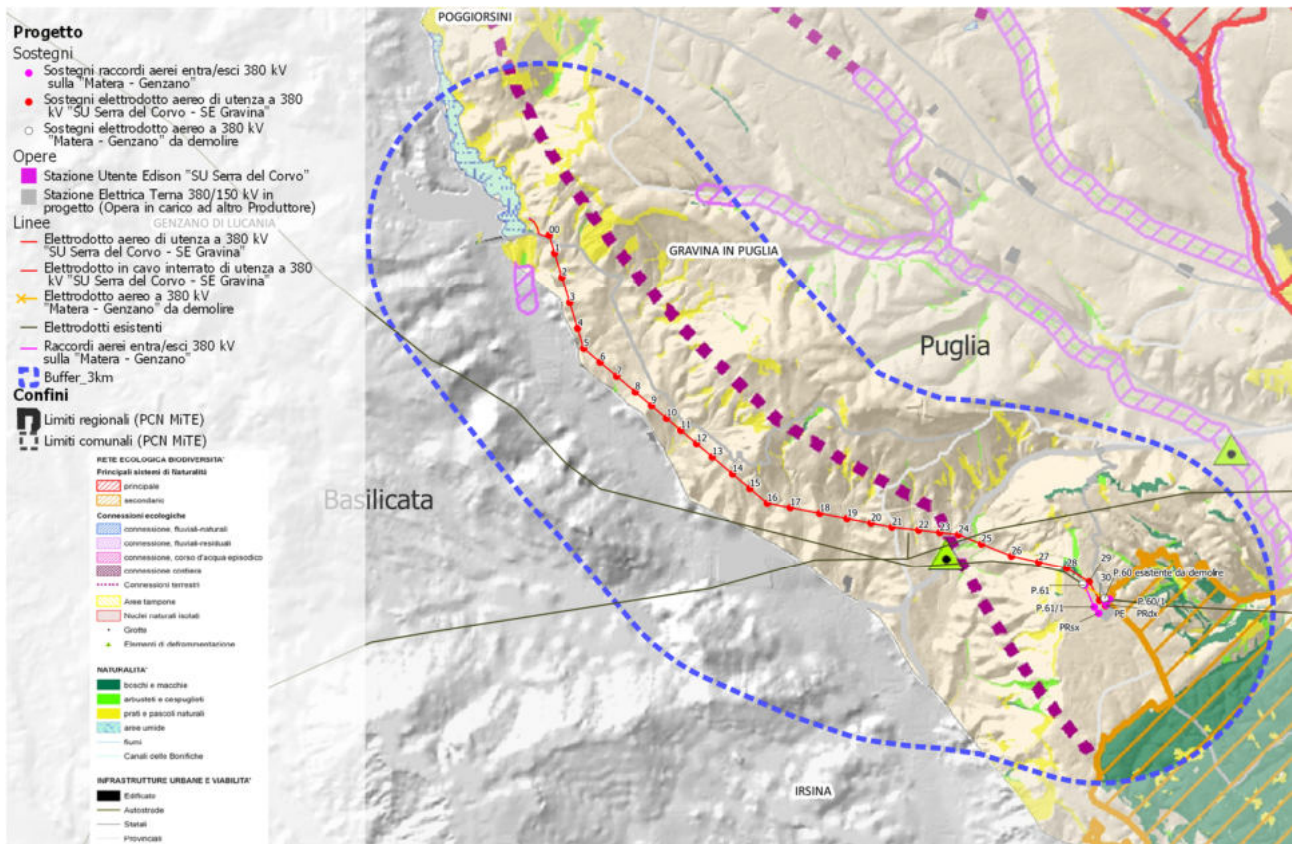 Progetto
Sostegni
Sostegni raccordi aerei entra/esci 380 kV
sulla "Matera - Genzano"
Sostegni elettrodotto aereo di utenza a 380
kV "SU Serra del Corvo - SE Gravina"
Sostegni elettrodotto aereo a 380 kV
"Matera - Genzano" da demolire
Opere
Stazione Utente Edison "SU Serra del Corvo"
Stazione Elettrica Terna 380/150 kV in
progetto (Opera in carico ad altro Produttore)
GENZANO DI LUCANIA
Linee
Elettrodotto aereo di utenza a 380 kV
"SU Serra del Corvo - SE Gravina"
Elettrodotto in cavo interrato di utenza a 380
kV "SU Serra del Corvo - SE Gravina"
Elettrodotto aereo a 380 kV
"Matera - Genzano" da demolire
Elettrodotti esistenti
Raccordi aerei entra/esci 380 kV
sulla "Matera - Genzano"
Buffer_3km
Confini
Limiti regionali (PCN MiTE)
Limiti comunali (PCN MiTE)
RETE ECOLOGICA BIODIVERSITA'
Principali sistemi di Naturalità
principale
secondario
Connessioni ecologiche
connessione, fluviali-naturali
connessione, fluviali-residuali
connessione, corso d'acqua episodico
connessione costiera
Connessioni terrestri
Aree tampone
Nuclei naturali isolati
Grotte
Elementi di deframmentazione
NATURALITA'
boschi e macchie
arbusteti e cespuglieti
prati e pascoli naturali
aree umide
fiumi
Canali delle Bonifiche
INFRASTRUTTURE URBANE E VIABILITA'
Edificato
Autostrade
Statali
Provinciali
POGGIORSINI
GRAVINA IN PUGLIA
Puglia
Basilicata
IRSINA
00
1
2
3
4
5
6
7
8
9
10
11
12
13
14
15
16
17
18
19
20
21
22
23
24
25
26
27
28
29
P.60 esistente da demolire
30
P.61
P.60/1
P.61/1
PE
PRdx
PRsx